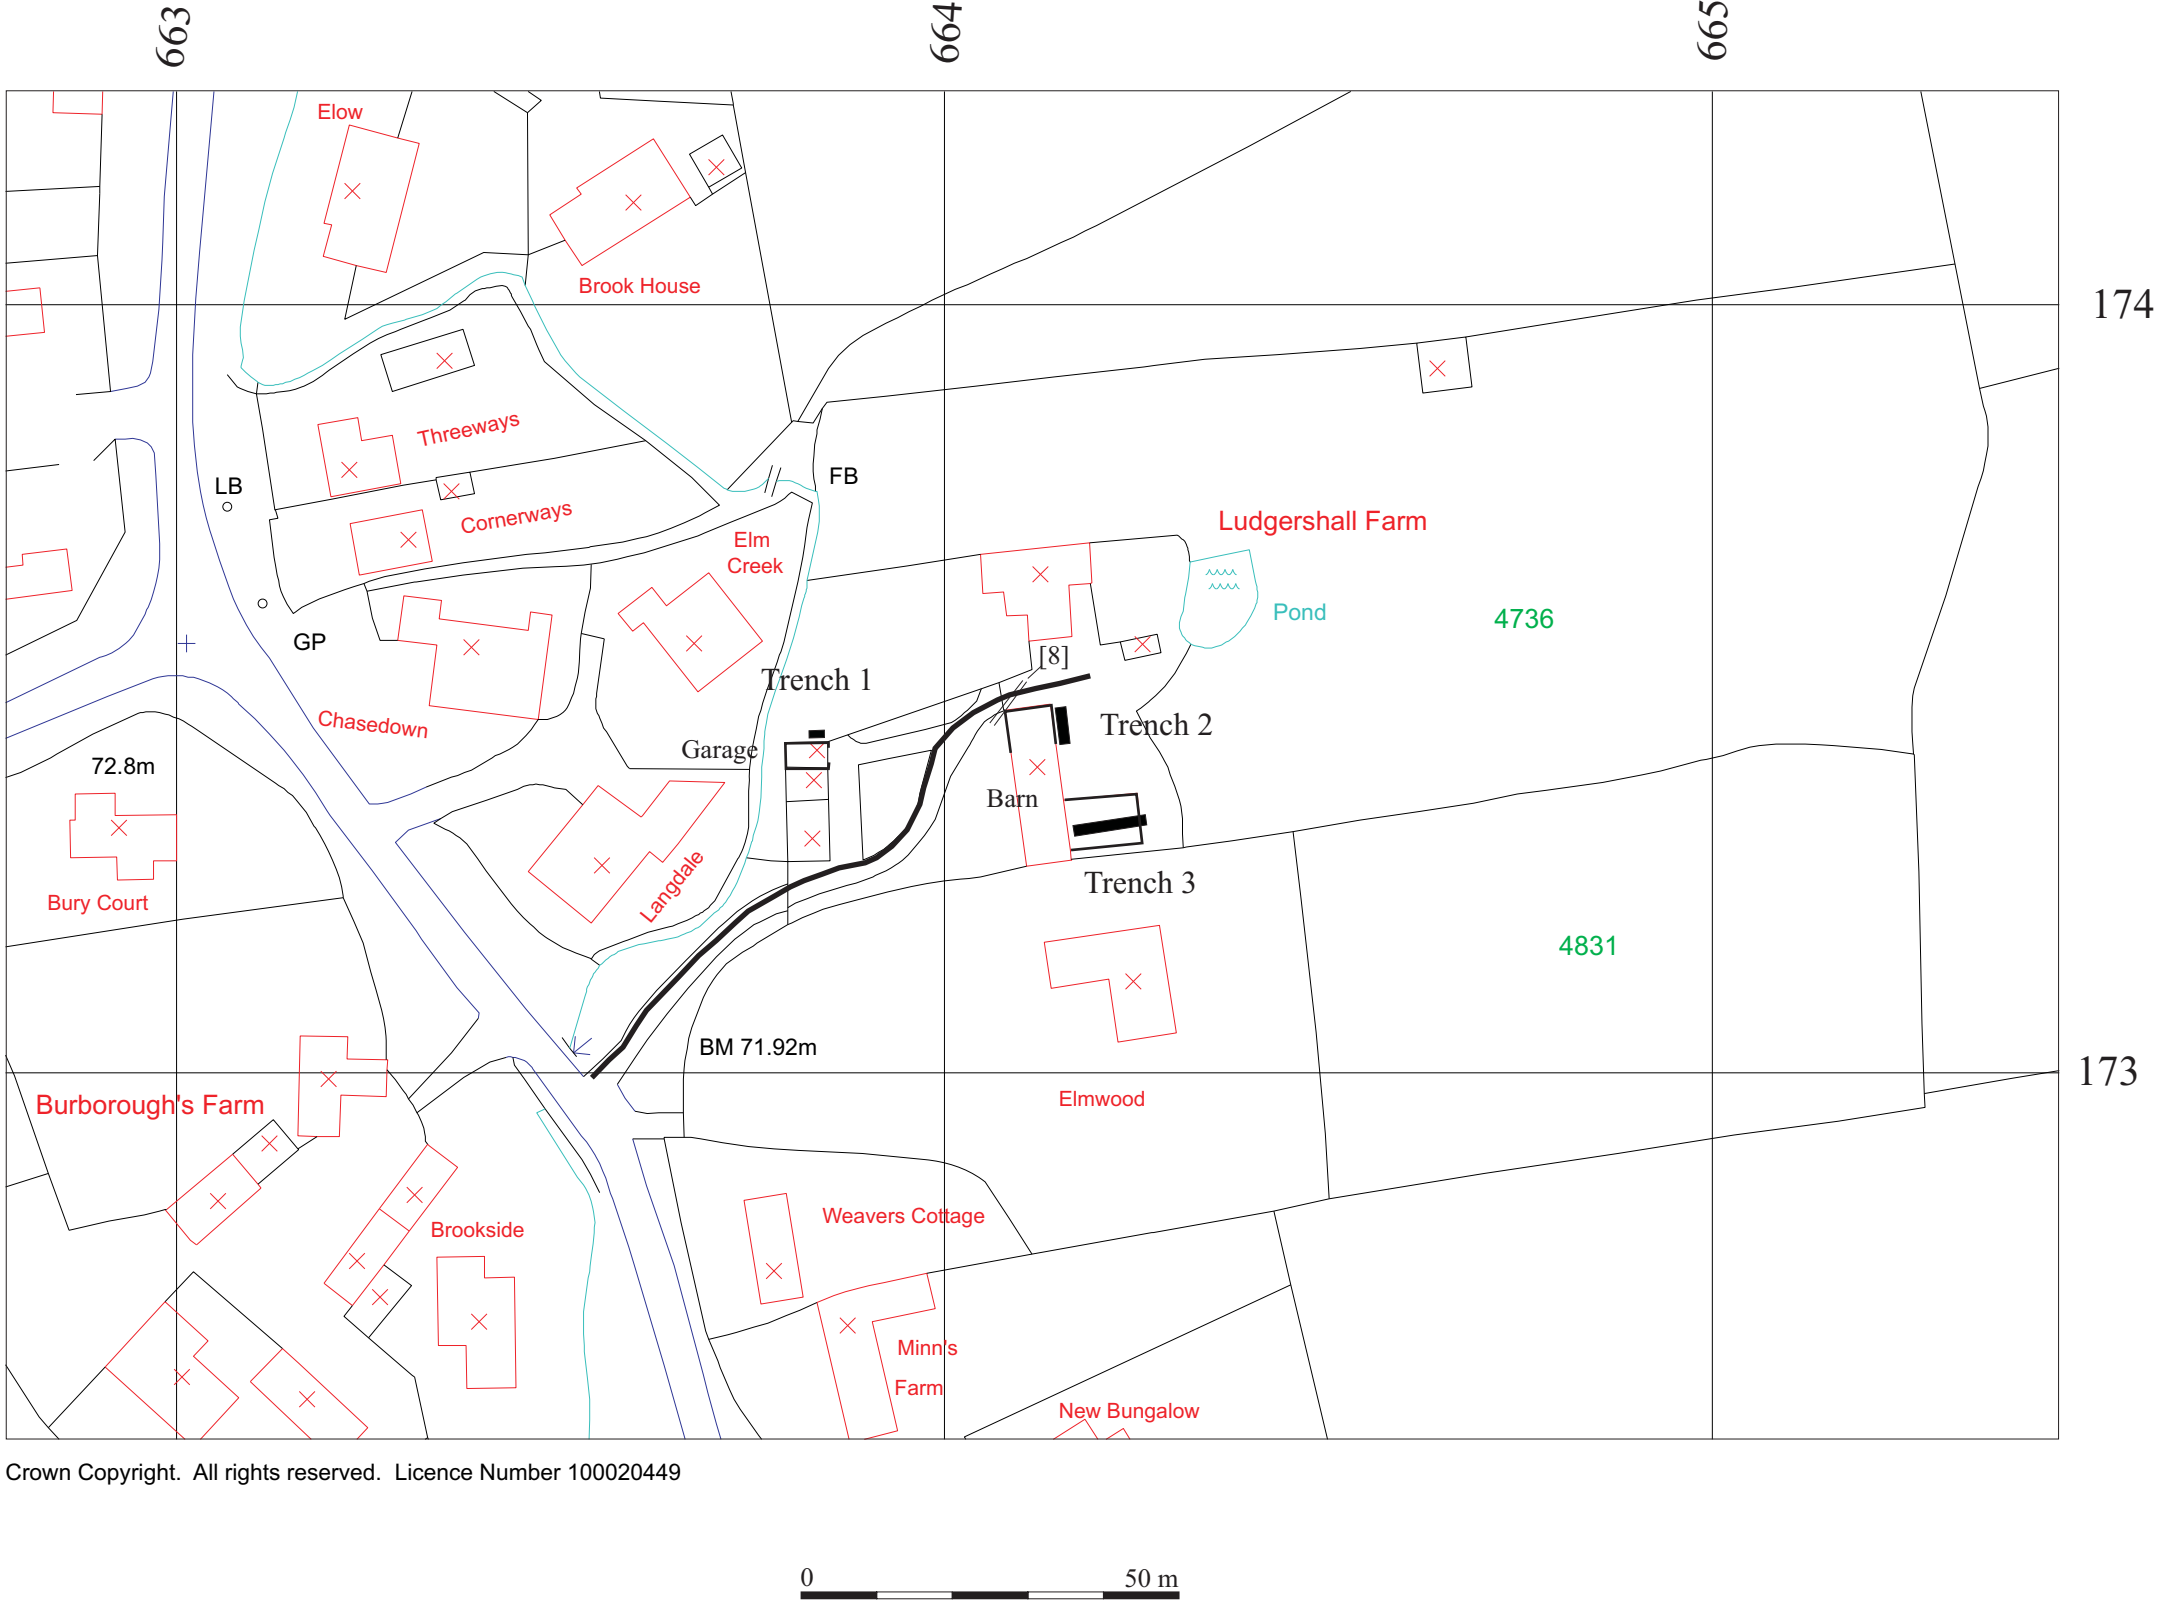 663
664
665
Elow
Brook House
174
Threeways
LB
FB
Cornerways
Ludgershall Farm
Elm
Creek
Pond
4736
GP
[8]
Trench 1
Chasedown
Trench 2
Garage
72.8m
Barn
Langdale
Trench 3
Bury Court
4831
BM 71.92m
173
Burborough's Farm
Elmwood
Weavers Cottage
Brookside
Minn's
Farm
New Bungalow
Crown Copyright. All rights reserved. Licence Number 100020449
0 50 m